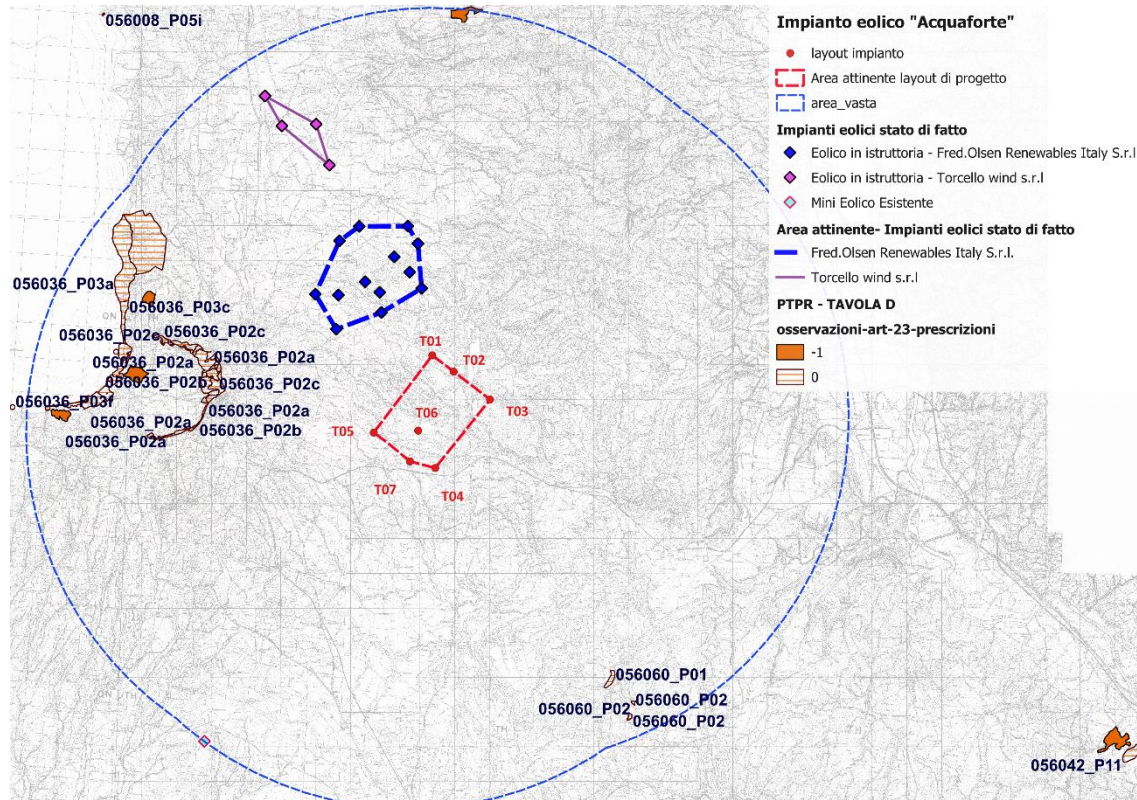 056008_P05i
Impianto eolico "Acquaforte"
layout impianto
Area attinente layout di progetto
area_vasta
Impianti eolici stato di fatto
Eolico in istruttoria - Fred.Olsen Renewables Italy S.r.l
Eolico in istruttoria - Torcello wind s.r.l
Mini Eolico Esistente
Area attinente- Impianti eolici stato di fatto
Fred.Olsen Renewables Italy S.r.l.
Torcello wind s.r.l
PTPR - TAVOLA D
osservazioni-art-23-prescrizioni
-1
0
056036_P03a
056036_P03c
056036_P02c
056036_P02a
056036_P02a
056036_P02b
056036_P02c
056036_P03f
056036_P02a
056036_P02a
056036_P02b
056036_P02a
T01
T02
T03
T06
T05
T07
T04
056060_P01
056060_P02
056060_P02
056060_P02
056042_P11